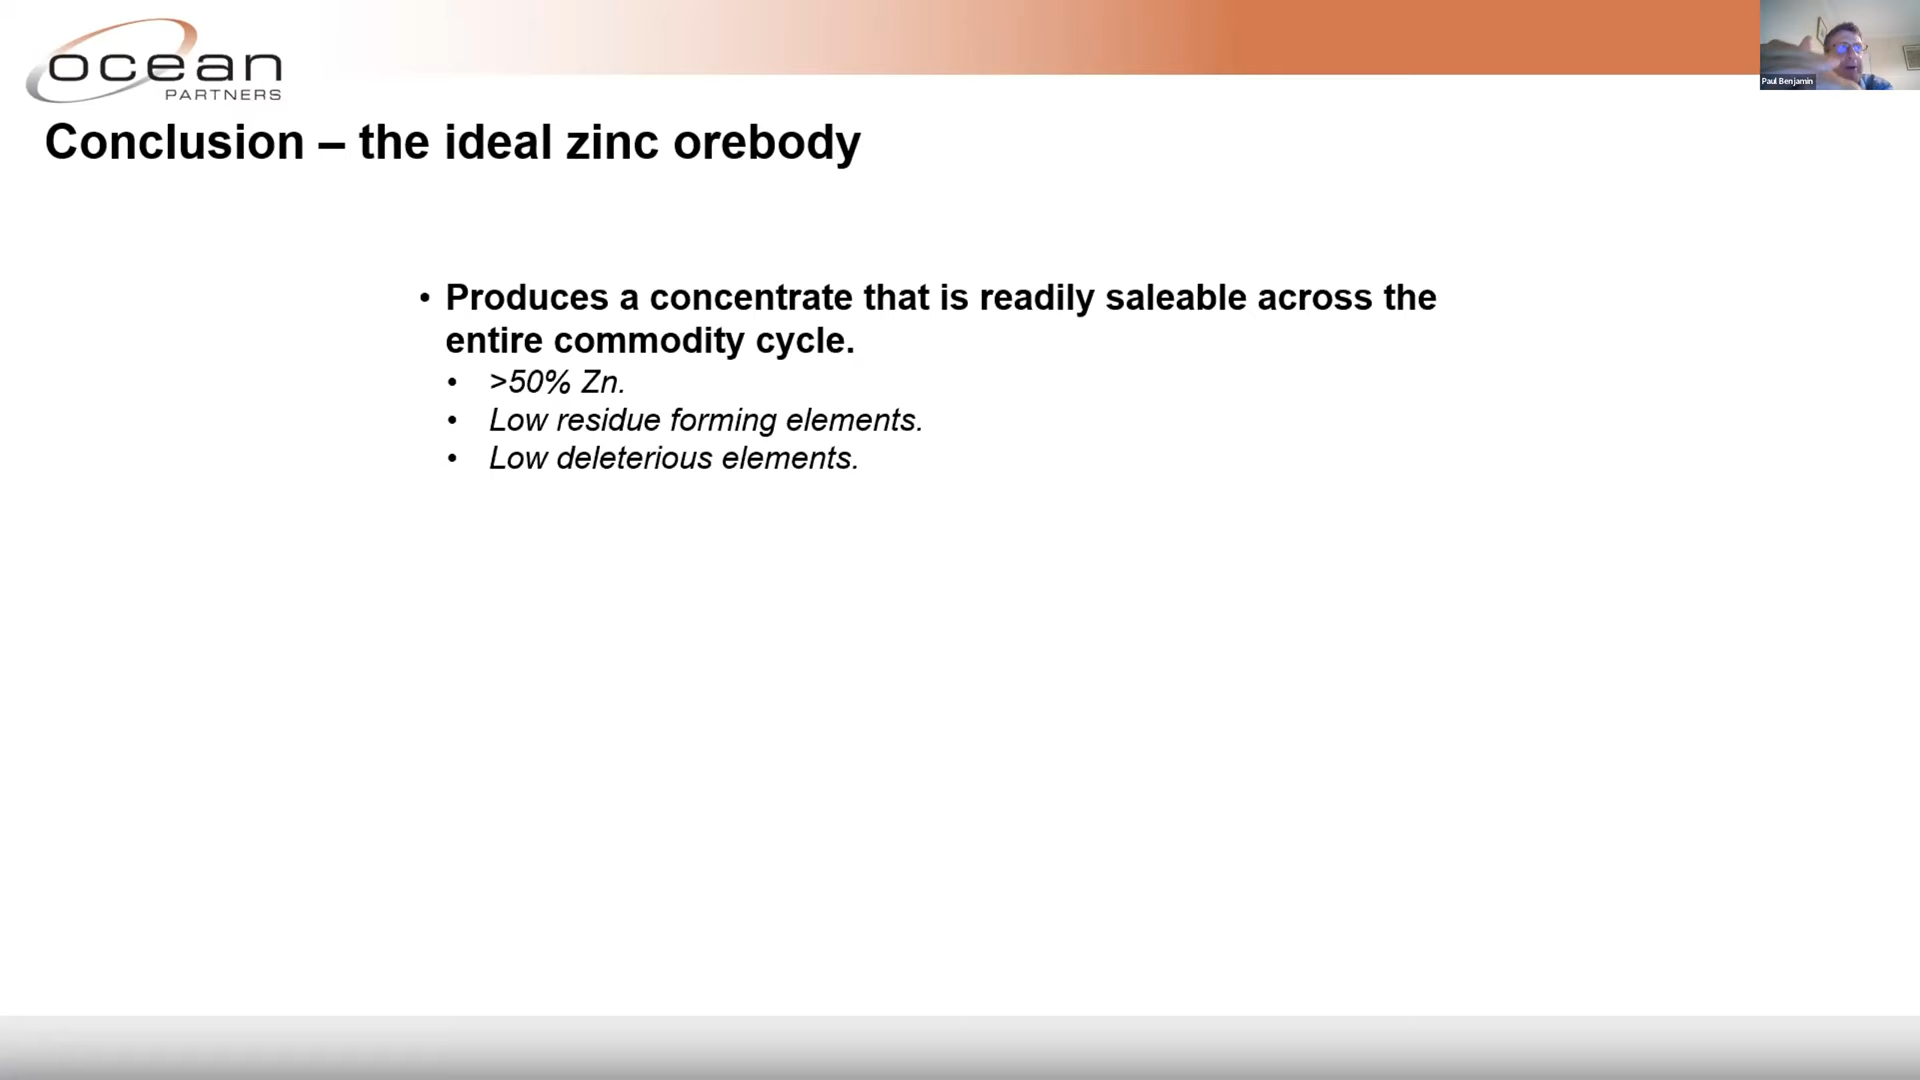 ocean
PARTNERS
Paul Benjamin
Conclusion – the ideal zinc orebody
• Produces a concentrate that is readily saleable across the
entire commodity cycle.
• >50% Zn.
• Low residue forming elements.
• Low deleterious elements.